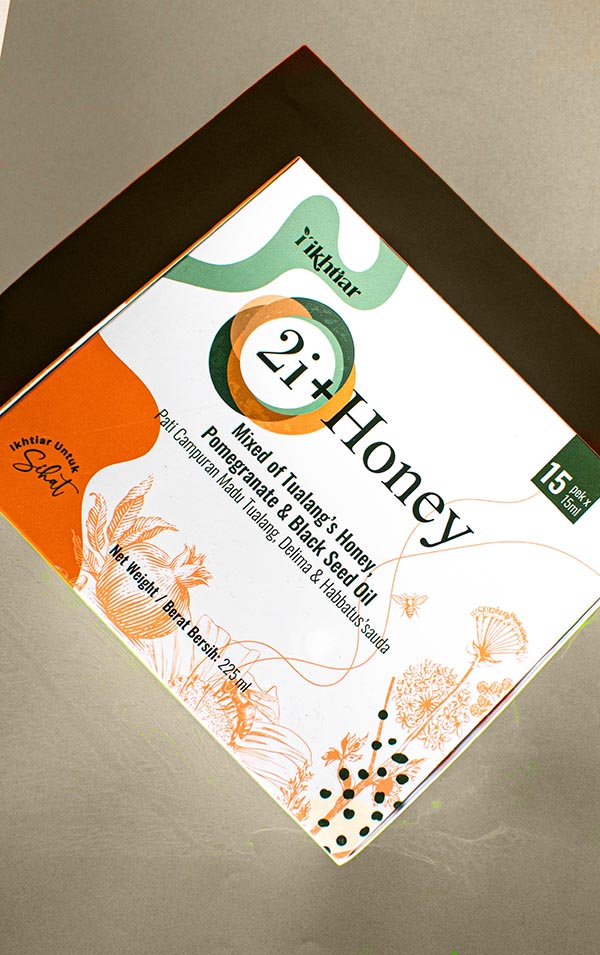 ikhtiar
2i+Honey
Mixed of Tualang's Honey,
Pomegranate & Black Seed Oil
Pati Campuran Madu Tualang, Delima & Habbatus'sauda
15 pek x
15ml
Ikhtiar Untuk
Sihat
Net Weight / Berat Bersih: 225 ml